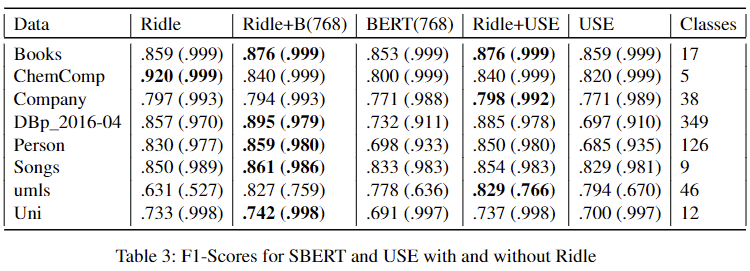 Data Ridle Ridle+B(768) BERT(768) Ridle+USE USE Classes
Books .859 (.999) .876 (.999) .853 (.999) .876 (.999) .859 (.999) 17
ChemComp .920 (.999) .840 (.999) .800 (.999) .840 (.999) .820 (.999) 5
Company .797 (.993) .794 (.993) .771 (.988) .798 (.992) .771 (.989) 38
DBp_2016-04 .857 (.970) .895 (.979) .732 (.911) .885 (.978) .697 (.910) 349
Person .830 (.977) .859 (.980) .698 (.933) .850 (.980) .685 (.935) 126
Songs .850 (.989) .861 (.986) .833 (.983) .854 (.983) .829 (.981) 9
umls .631 (.527) .827 (.759) .778 (.636) .829 (.766) .794 (.670) 46
Uni .733 (.998) .742 (.998) .691 (.997) .737 (.998) .700 (.997) 12
Table 3: F1-Scores for SBERT and USE with and without Ridle